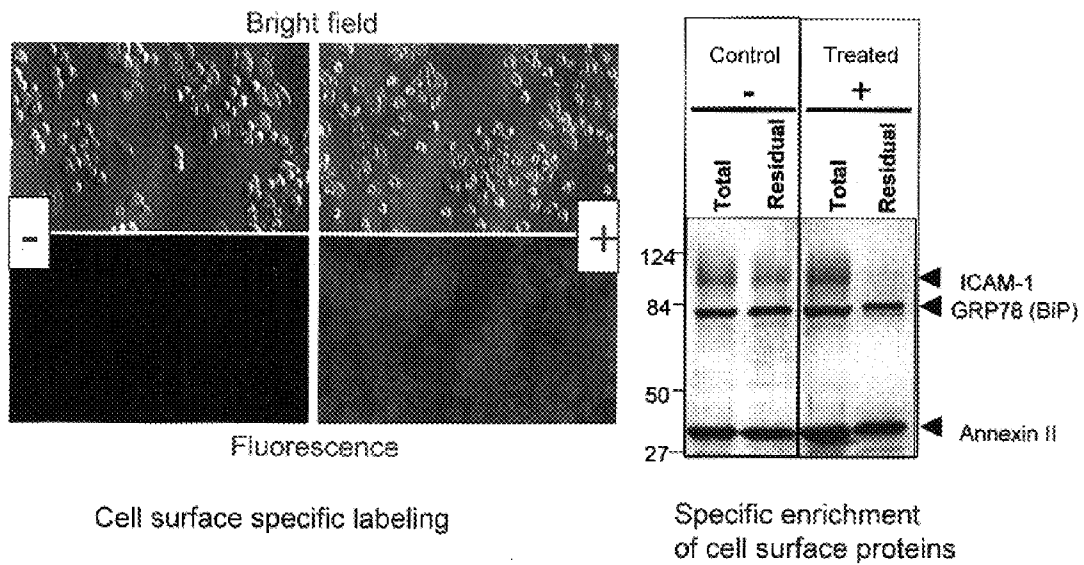 Bright field
-
+
Fluorescence
Cell surface specific labeling
Control
Treated
-
+
Total
Residual
Total
Residual
124
84
50
27
ICAM-1
GRP78 (BiP)
Annexin II
Specific enrichment
of cell surface proteins